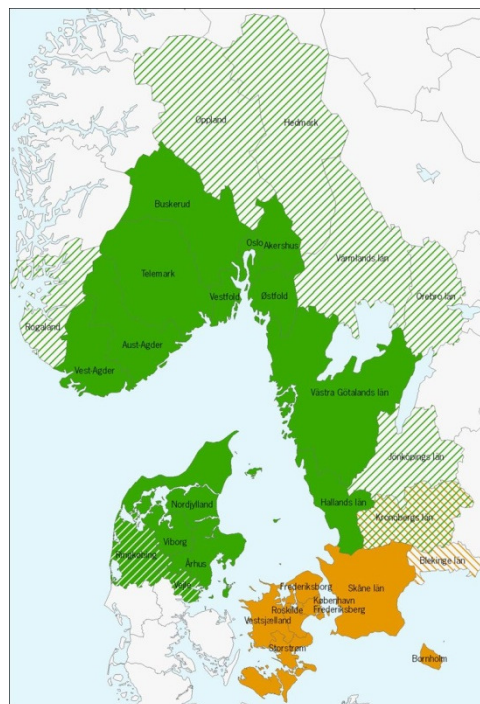 Oppland
Hedmark
Buskerud
Oslo
Akershus
Värmlands län
Telemark
Örebro län
Vestfold
Østfold
Rogaland
Aust-Agder
Vest-Agder
Västra Götalands län
Jönköpings län
Nordjylland
Hallands län
Kronobergs län
Viborg
Ringkøbing
Blekinge län
Århus
Vejle
Frederiksborg
Skåne län
København
Roskilde
Frederiksberg
Vestsjælland
Storstrøm
Bornholm